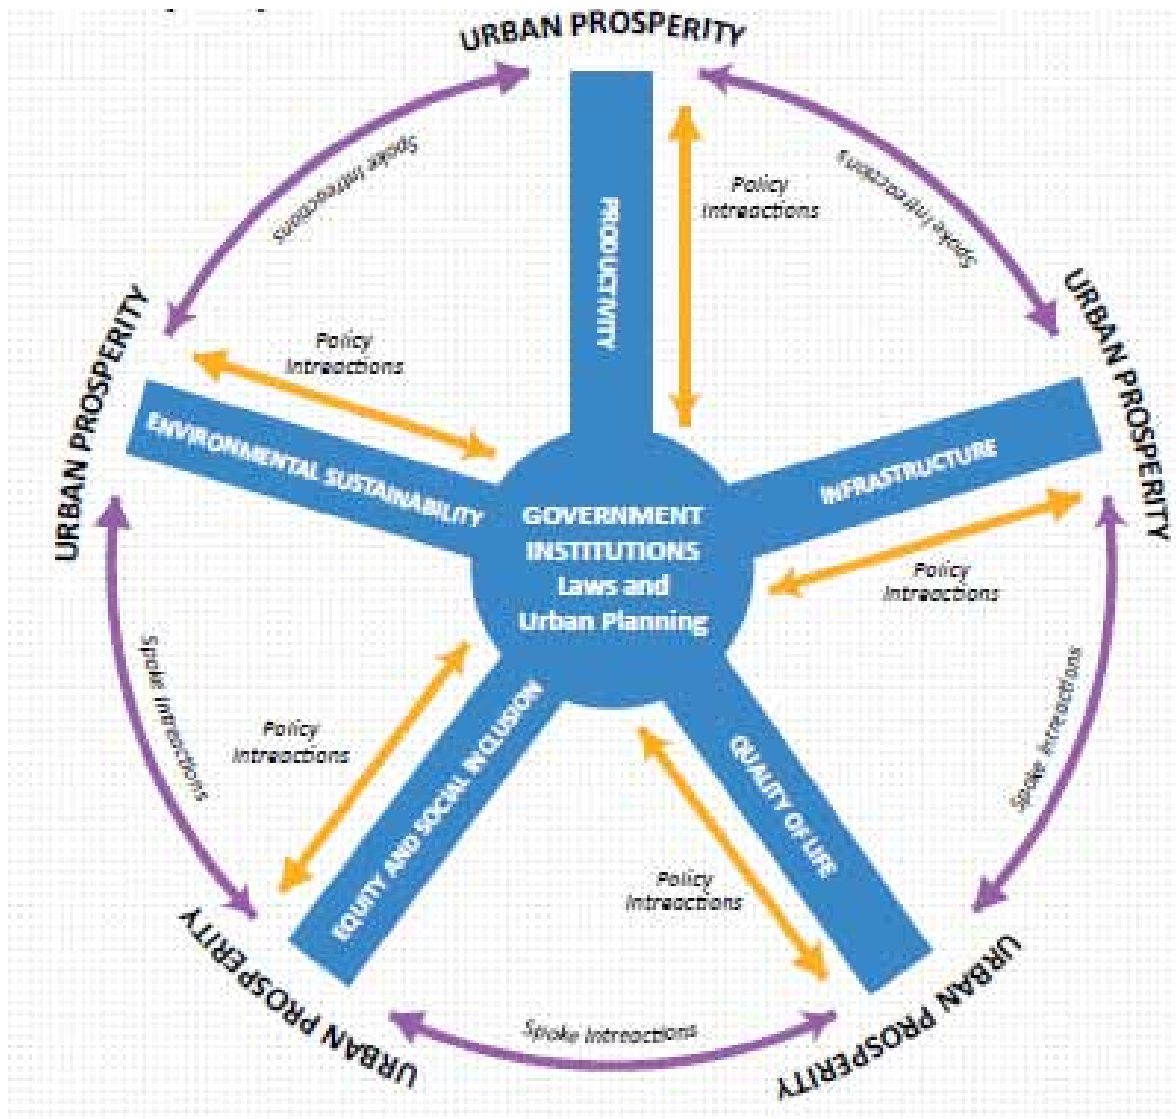 URBAN PROSPERITY
Spoke Intreactions
Policy
Intreactions
Spoke Intreactions
PRODUCTIVITY
URBAN PROSPERITY
URBAN PROSPERITY
Policy
Intreactions
ENVIRONMENTAL SUSTAINABILITY
INFRASTRUCTURE
GOVERNMENT
INSTITUTIONS
Laws and
Urban Planning
Policy
Intreactions
Spoke Intreactions
Policy
Intreactions
EQUITY AND SOCIAL INCLUSION
QUALITY OF LIFE
Spoke Intreactions
Policy
Intreactions
URBAN PROSPERITY
Spoke Intreactions
URBAN PROSPERITY